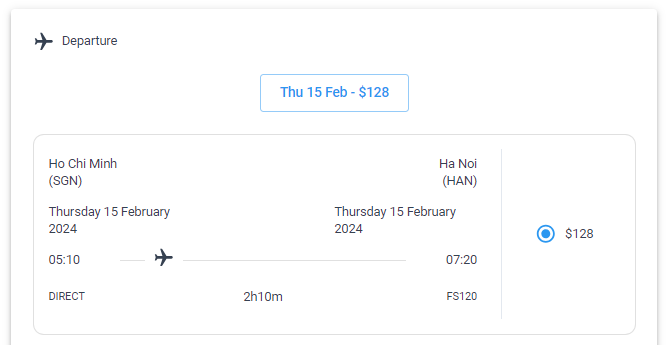 Departure
Thu 15 Feb - $128
Ho Chi Minh
(SGN)
Ha Noi
(HAN)
Thursday 15 February
2024
Thursday 15 February
2024
05:10
07:20
$128
DIRECT
2h10m
FS120